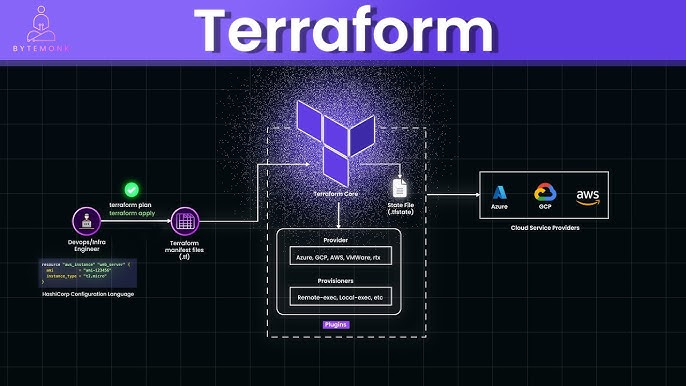 BYTEMONK
Terraform
terraform plan
terraform apply
Devops/Infra
Engineer
Terraform
manifest files
(.tf)
resource "aws_instance" "web_server" {
ami = "ami-123456"
instance_type = "t2.micro"
}
HashiCorp Configuration Language
Terraform Core
State File
(.tfstate)
Provider
Azure, GCP, AWS, VMWare, rtx
Provisioners
Remote-exec, Local-exec, etc
Plugins
Azure
GCP
aws
Cloud Service Providers